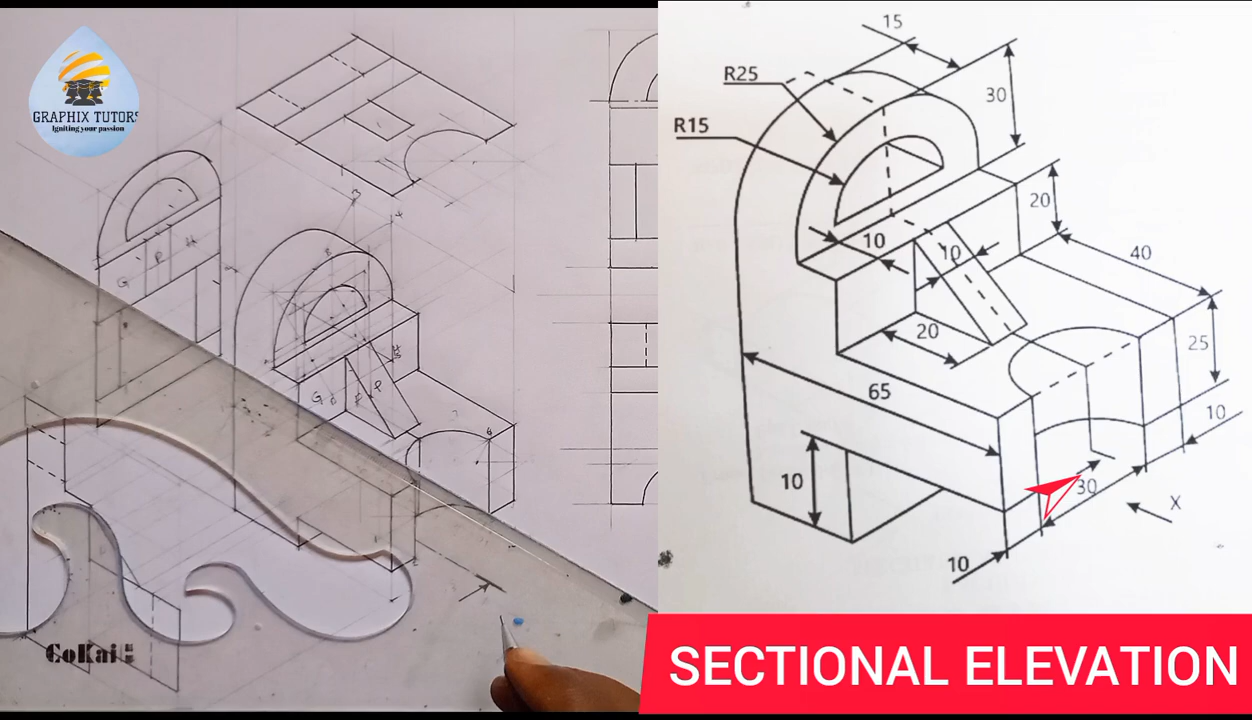 GRAPHIX TUTORS
Igniting your passion
15
R25
30
R15
20
10
10
40
20
25
65
10
10
30
X
10
GoKai
SECTIONAL ELEVATION